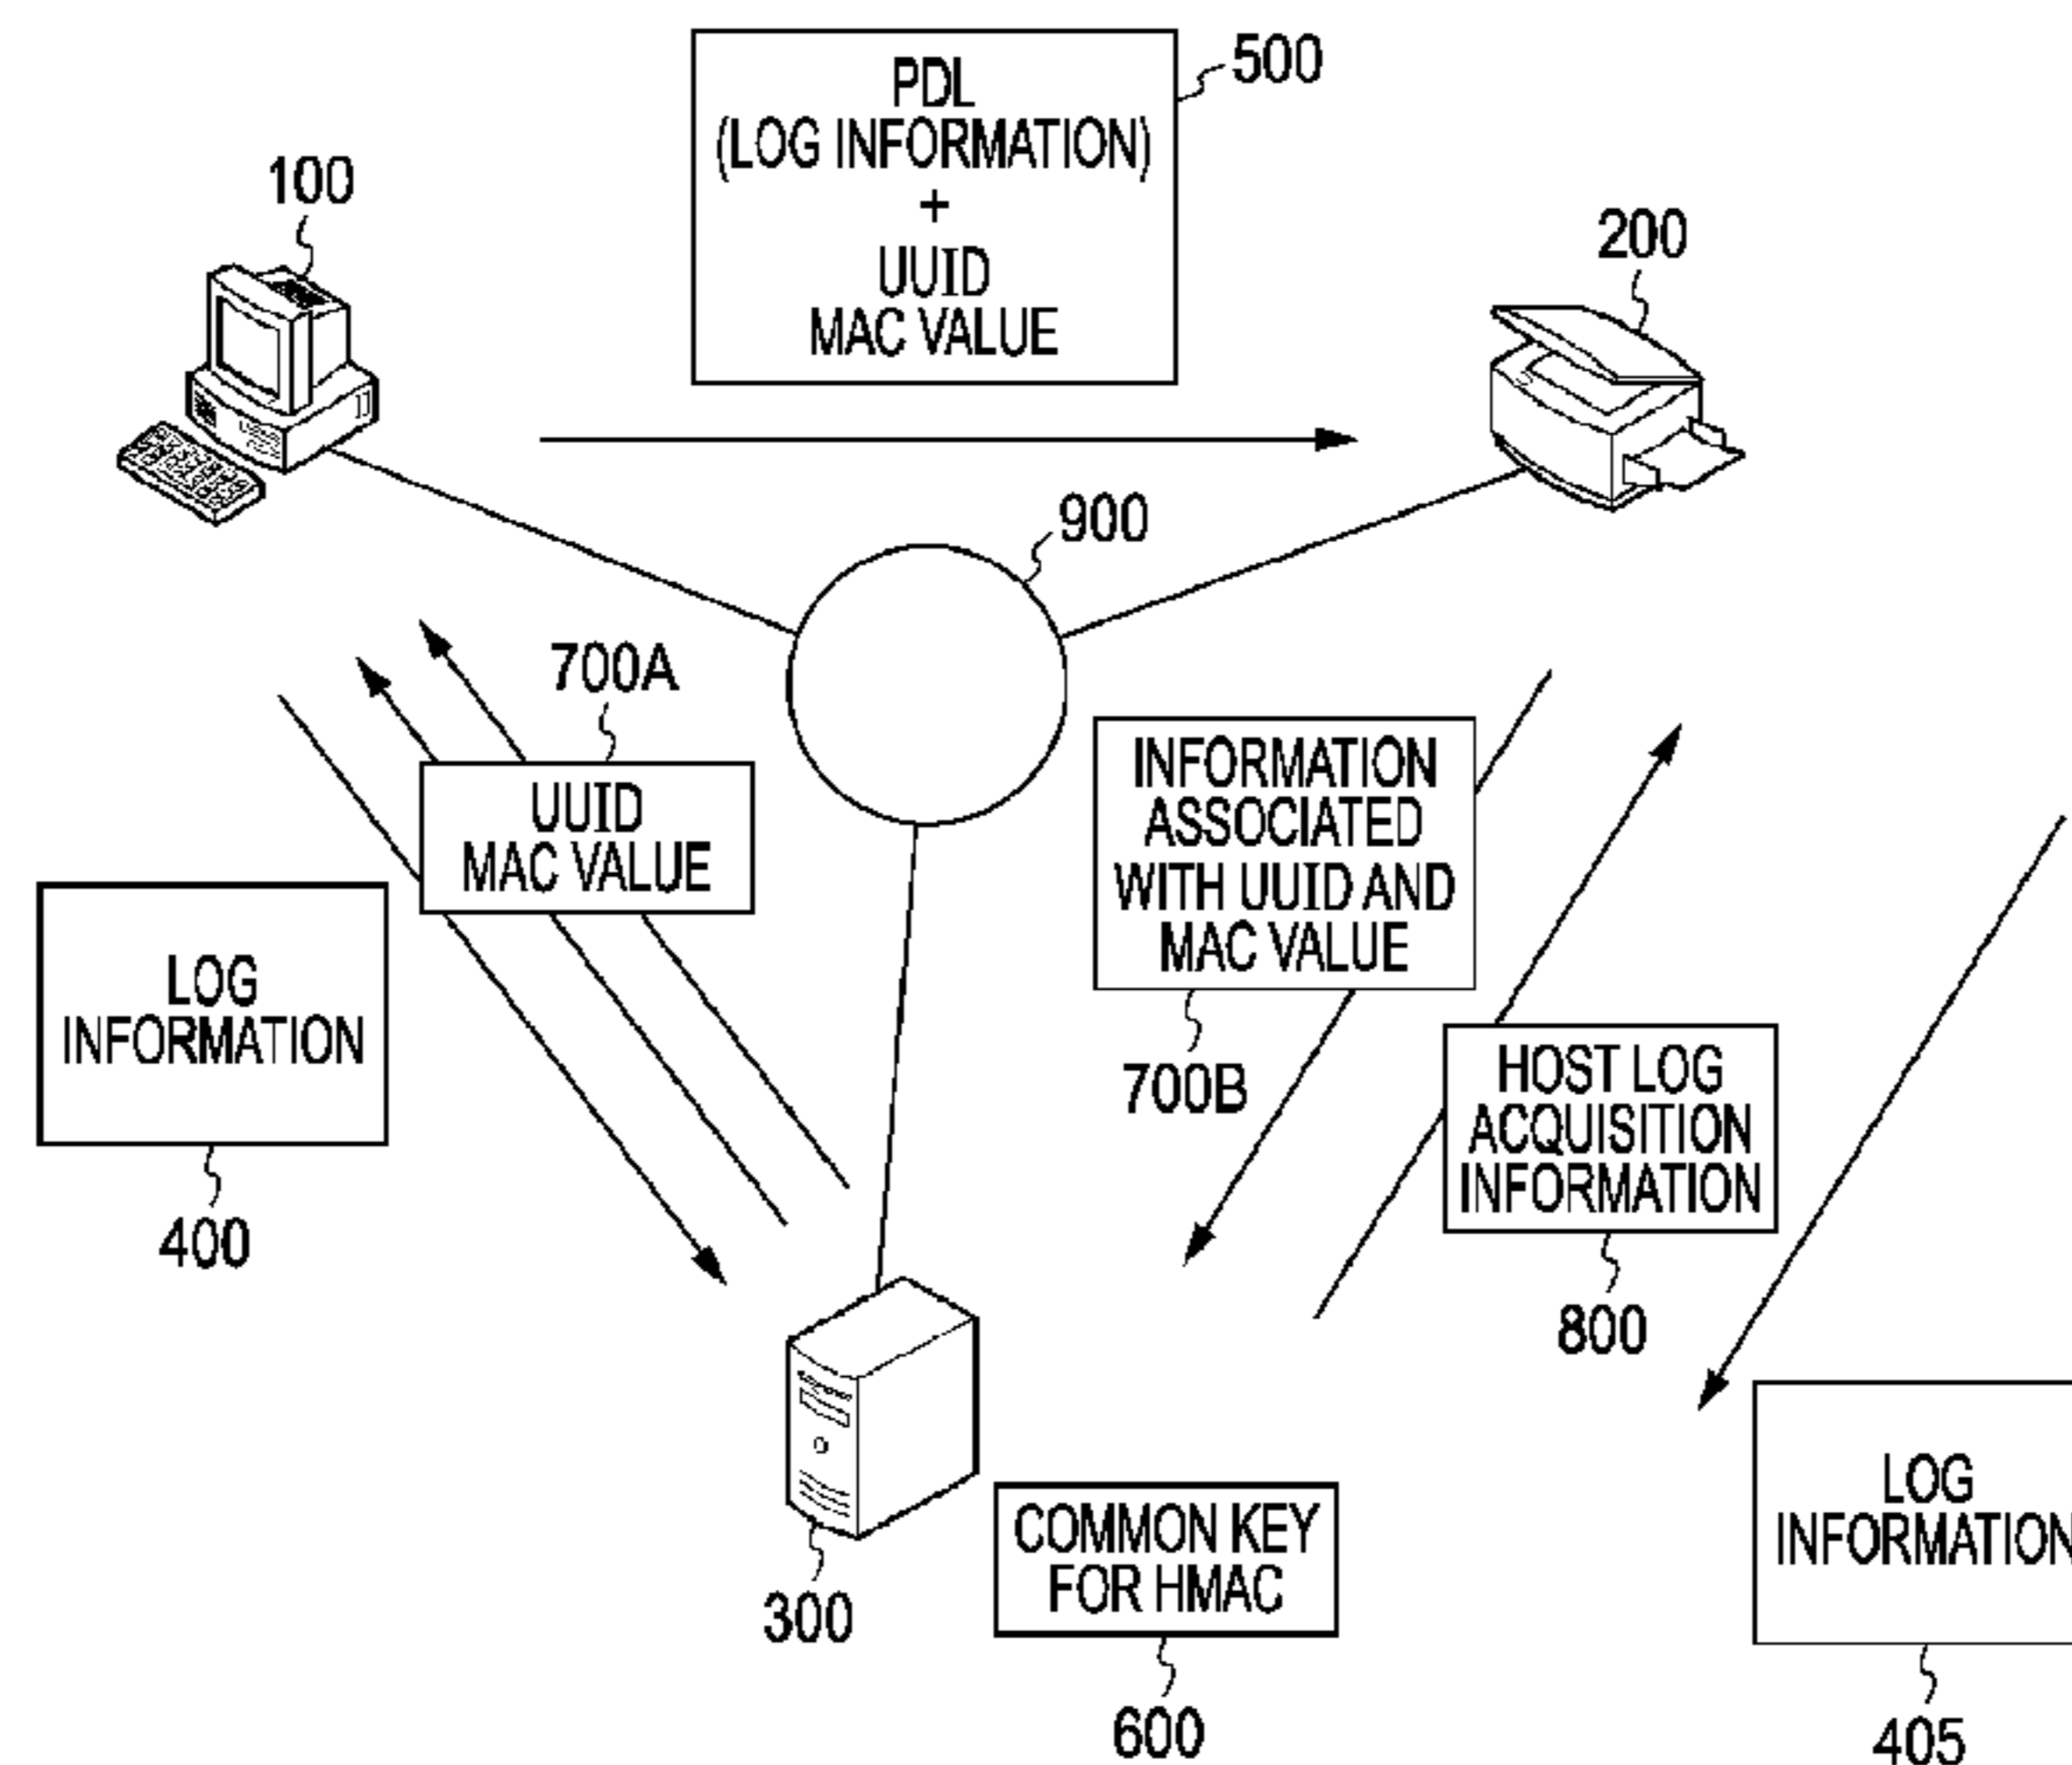 PDL
(LOG INFORMATION)
+
UUID
MAC VALUE
500
100
200
900
700A
UUID
MAC VALUE
INFORMATION
ASSOCIATED
WITH UUID AND
MAC VALUE
700B
LOG
INFORMATION
400
HOST LOG
ACQUISITION
INFORMATION
800
300
COMMON KEY
FOR HMAC
600
LOG
INFORMATION
405